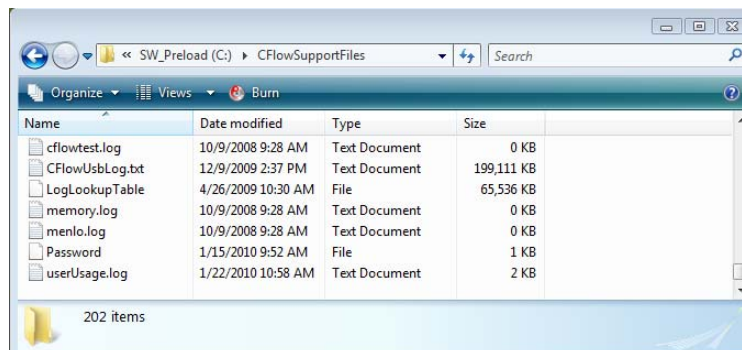 « SW_Preload (C:) ▸ CFlowSupportFiles Search
Organize Views Burn
Name Date modified Type Size
cflowtest.log 10/9/2008 9:28 AM Text Document 0 KB
CFlowUsbLog.txt 12/9/2009 2:37 PM Text Document 199,111 KB
LogLookupTable 4/26/2009 10:30 AM File 65,536 KB
memory.log 10/9/2008 9:28 AM Text Document 0 KB
menlo.log 10/9/2008 9:28 AM Text Document 0 KB
Password 1/15/2010 9:52 AM File 1 KB
userUsage.log 1/22/2010 10:58 AM Text Document 2 KB
202 items